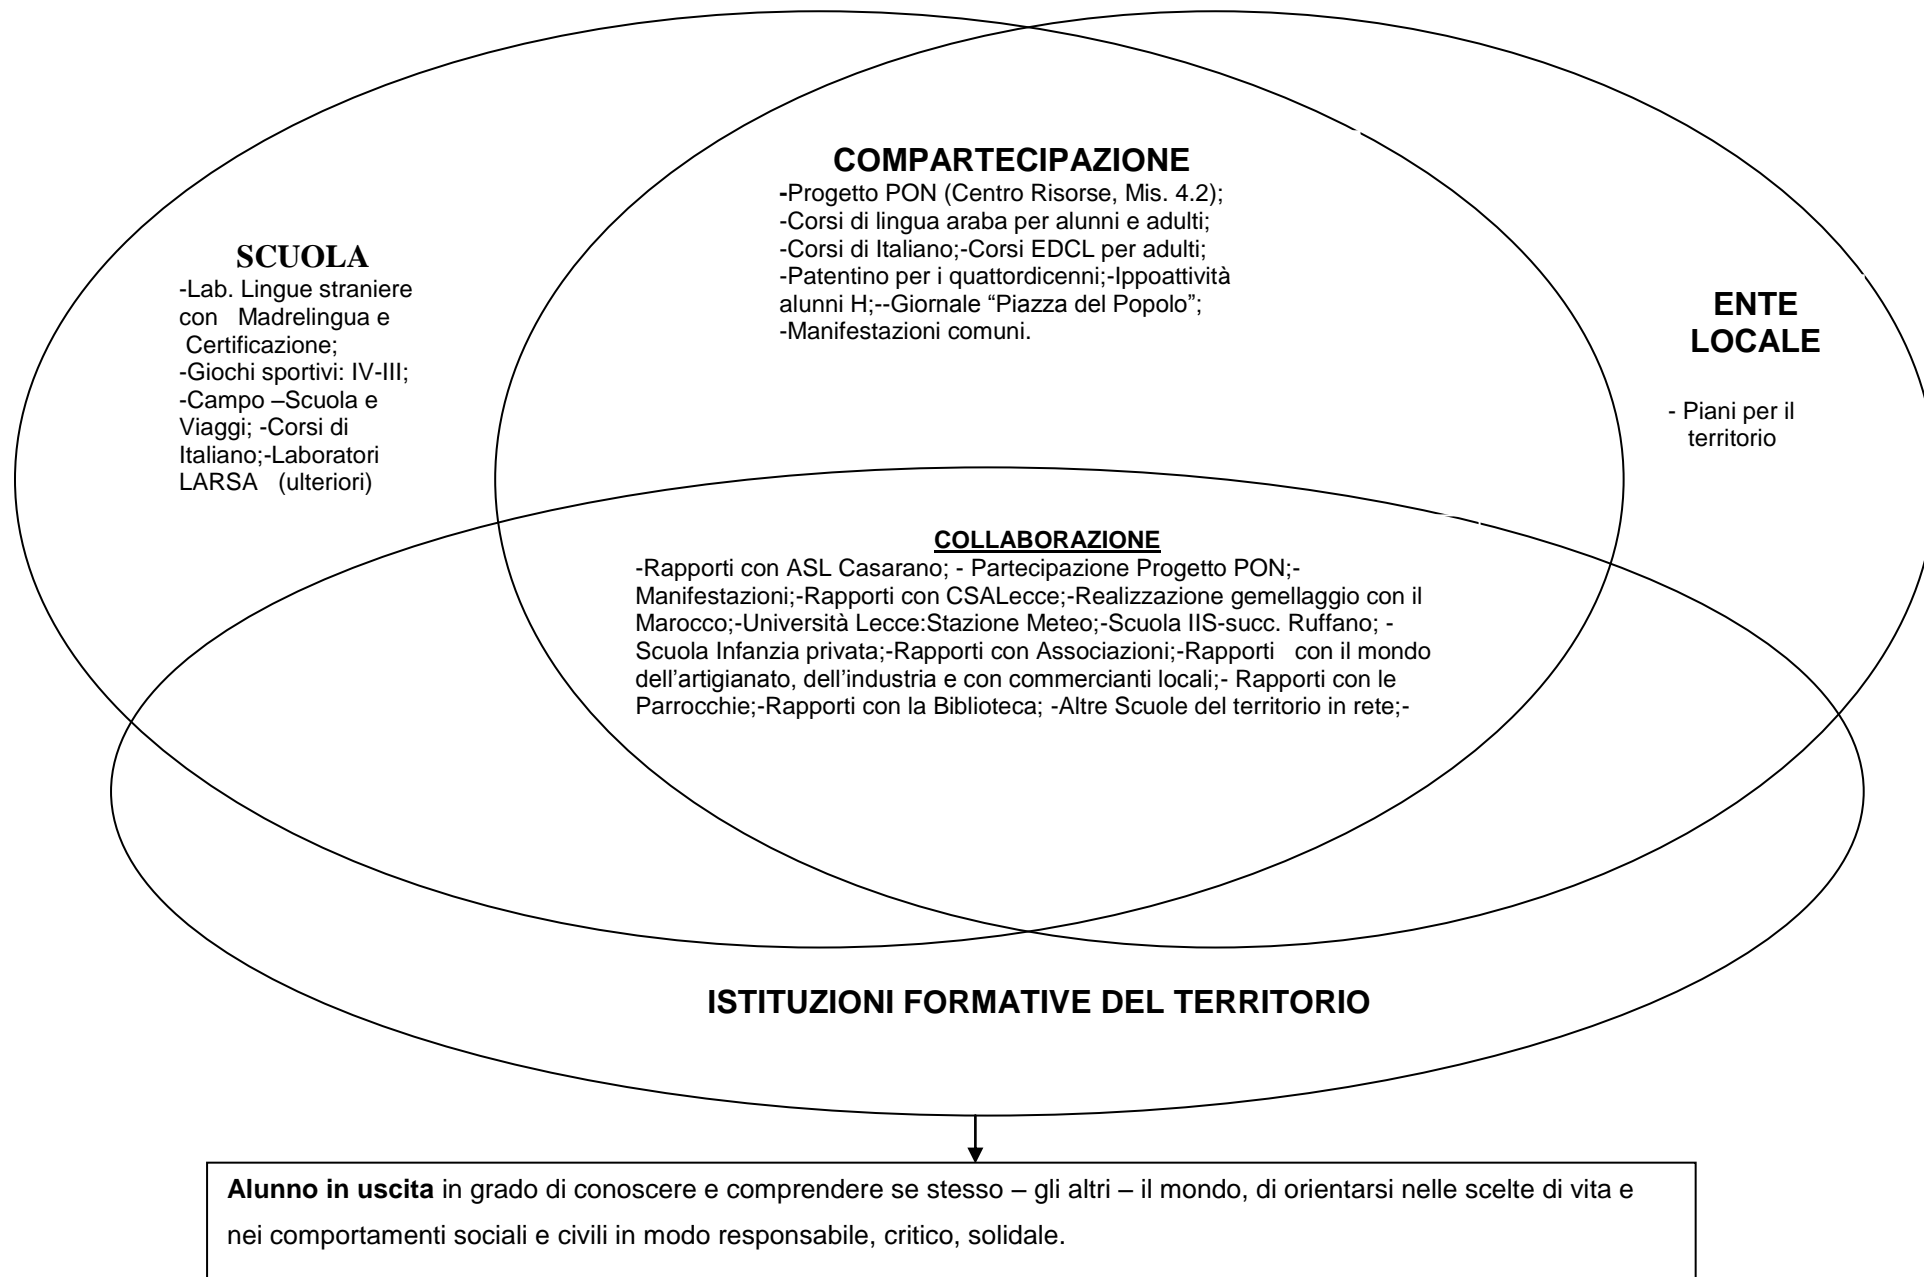 COMPARTECIPAZIONE
-Progetto PON (Centro Risorse, Mis. 4.2);
-Corsi di lingua araba per alunni e adulti;
-Corsi di Italiano;-Corsi EDCL per adulti;
-Patentino per i quattordicenni;-Ippoattività
alunni H;--Giornale “Piazza del Popolo”;
-Manifestazioni comuni.
SCUOLA
-Lab. Lingue straniere
con Madrelingua e
Certificazione;
-Giochi sportivi: IV-III;
-Campo –Scuola e
Viaggi; -Corsi di
Italiano;-Laboratori
LARSA (ulteriori)
ENTE
LOCALE
- Piani per il
territorio
COLLABORAZIONE
-Rapporti con ASL Casarano; - Partecipazione Progetto PON;-
Manifestazioni;-Rapporti con CSALecce;-Realizzazione gemellaggio con il
Marocco;-Università Lecce:Stazione Meteo;-Scuola IIS-succ. Ruffano; -
Scuola Infanzia privata;-Rapporti con Associazioni;-Rapporti con il mondo
dell’artigianato, dell’industria e con commercianti locali;- Rapporti con le
Parrocchie;-Rapporti con la Biblioteca; -Altre Scuole del territorio in rete;-
ISTITUZIONI FORMATIVE DEL TERRITORIO
Alunno in uscita in grado di conoscere e comprendere se stesso – gli altri – il mondo, di orientarsi nelle scelte di vita e
nei comportamenti sociali e civili in modo responsabile, critico, solidale.